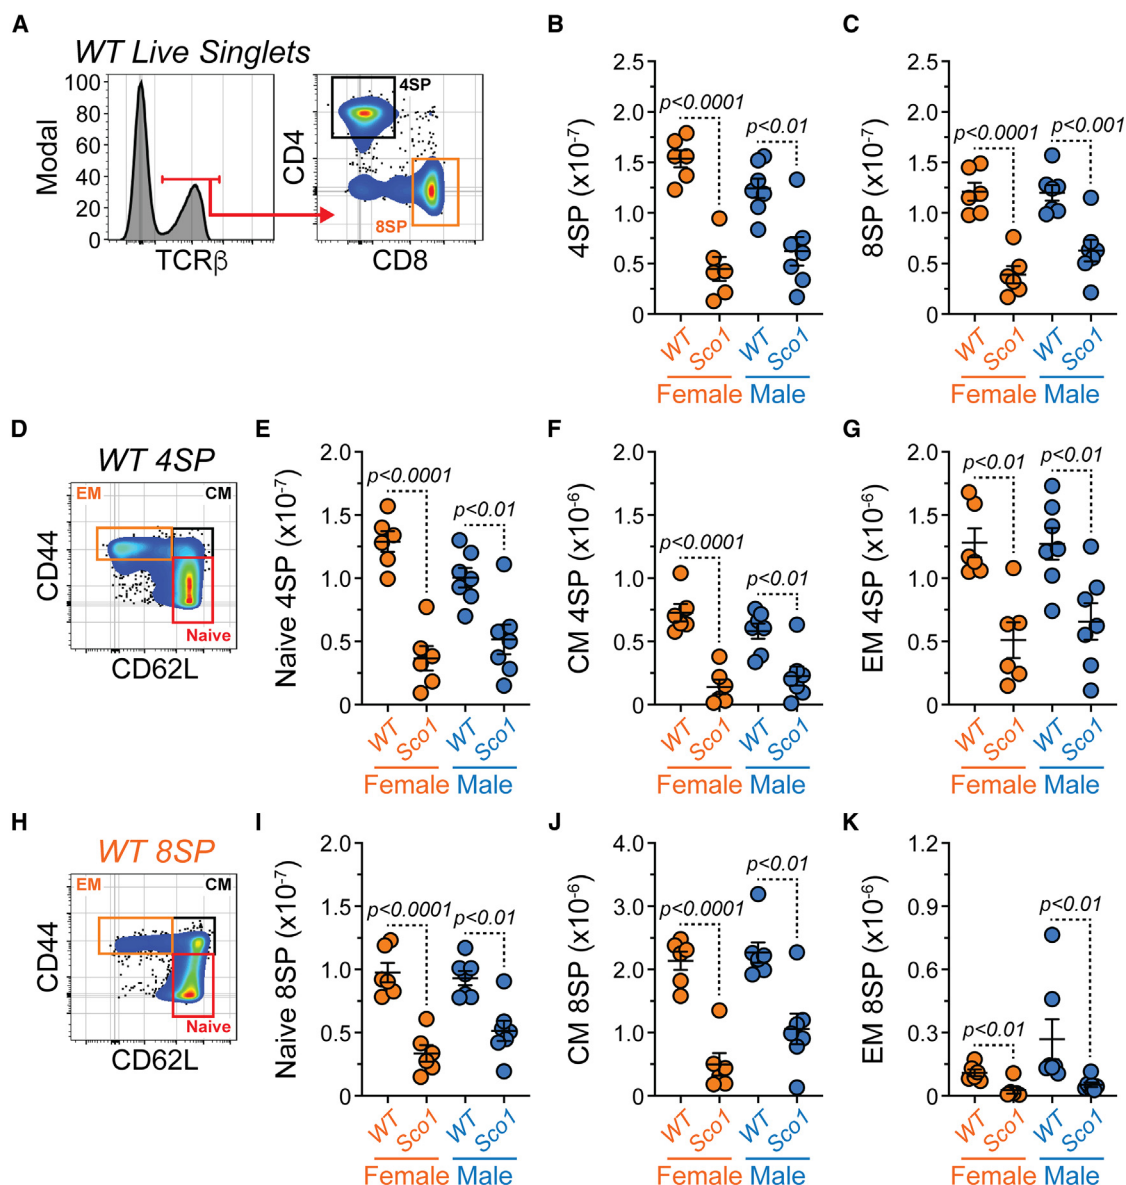 A
WT Live Singlets
100
80
60
40
20
0
Modal
TCRβ
CD4
4SP
8SP
CD8
B
4SP (x10-7)
2.5
2.0
1.5
1.0
0.5
0
p<0.0001
p<0.01
WT
Sco1
WT
Sco1
Female
Male
C
8SP (x10-7)
2.5
2.0
1.5
1.0
0.5
0
p<0.0001
p<0.001
WT
Sco1
WT
Sco1
Female
Male
D
WT 4SP
EM
CM
Naive
CD44
CD62L
E
Naive 4SP (x10-7)
2.0
1.5
1.0
0.5
0
p<0.0001
p<0.01
WT
Sco1
WT
Sco1
Female
Male
F
CM 4SP (x10-6)
2.0
1.5
1.0
0.5
0
p<0.0001
p<0.01
WT
Sco1
WT
Sco1
Female
Male
G
EM 4SP (x10-6)
2.0
1.5
1.0
0.5
0
p<0.01
p<0.01
WT
Sco1
WT
Sco1
Female
Male
H
WT 8SP
EM
CM
Naive
CD44
CD62L
I
Naive 8SP (x10-7)
2.0
1.5
1.0
0.5
0
p<0.0001
p<0.01
WT
Sco1
WT
Sco1
Female
Male
J
CM 8SP (x10-6)
4.0
3.0
2.0
1.0
0
p<0.0001
p<0.01
WT
Sco1
WT
Sco1
Female
Male
K
EM 8SP (x10-6)
1.2
0.9
0.6
0.3
0
p<0.01
p<0.01
WT
Sco1
WT
Sco1
Female
Male